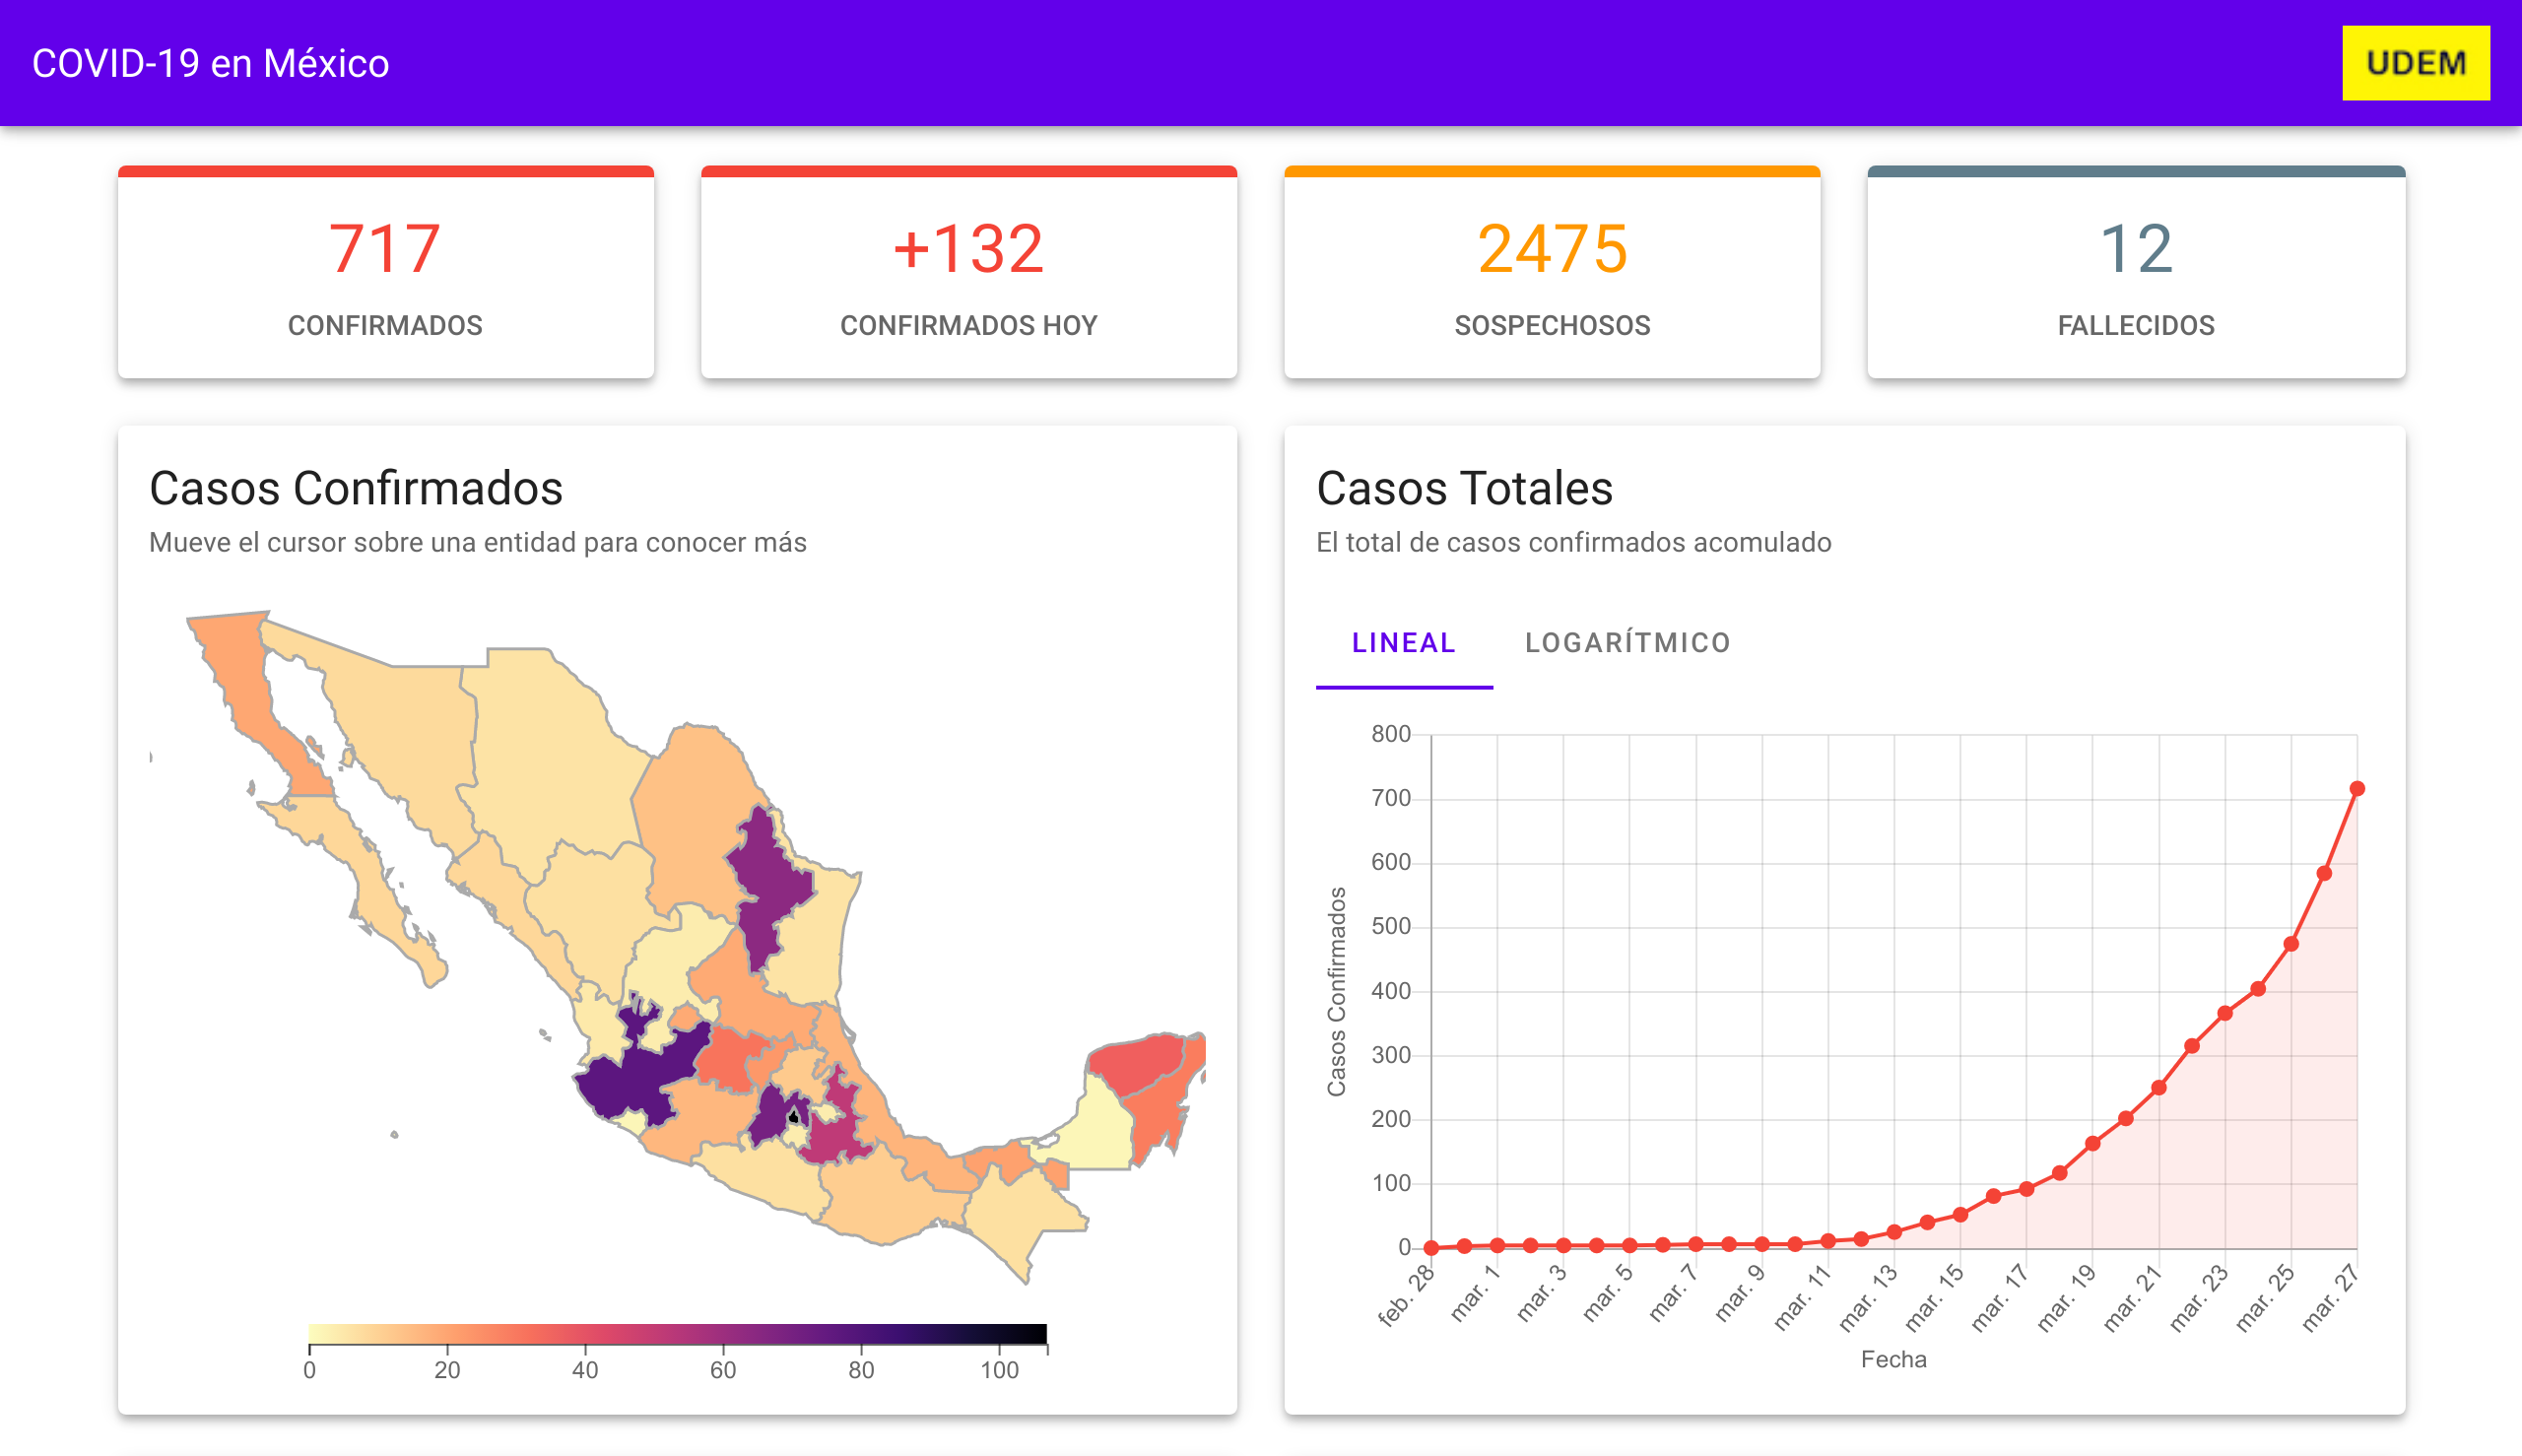 COVID-19 en México
UDEM
717
CONFIRMADOS
+132
CONFIRMADOS HOY
2475
SOSPECHOSOS
12
FALLECIDOS
Casos Confirmados
Mueve el cursor sobre una entidad para conocer más
0 20 40 60 80 100
Casos Totales
El total de casos confirmados acumulado
LINEAL LOGARÍTMICO
800
700
600
500
400
300
200
100
0
Casos Confirmados
feb. 28 mar. 1 mar. 3 mar. 5 mar. 7 mar. 9 mar. 11 mar. 13 mar. 15 mar. 17 mar. 19 mar. 21 mar. 23 mar. 25 mar. 27
Fecha